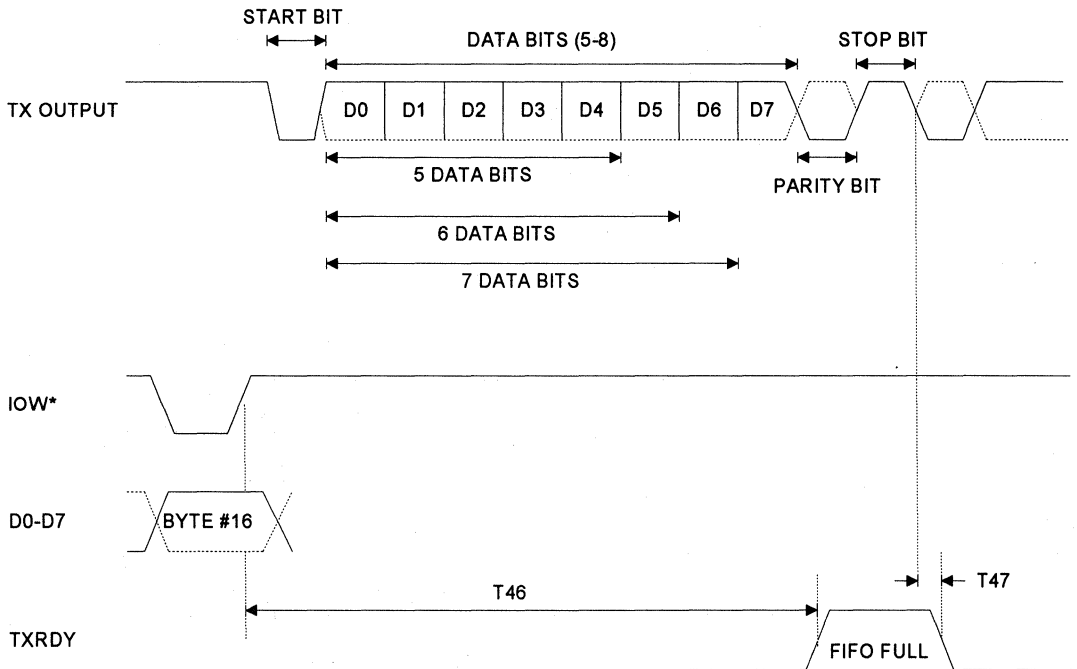 START BIT
DATA BITS (5-8)
STOP BIT
TX OUTPUT
D0 D1 D2 D3 D4 D5 D6 D7
5 DATA BITS
PARITY BIT
6 DATA BITS
7 DATA BITS
IOW*
D0-D7
BYTE #16
T46
T47
TXRDY
FIFO FULL